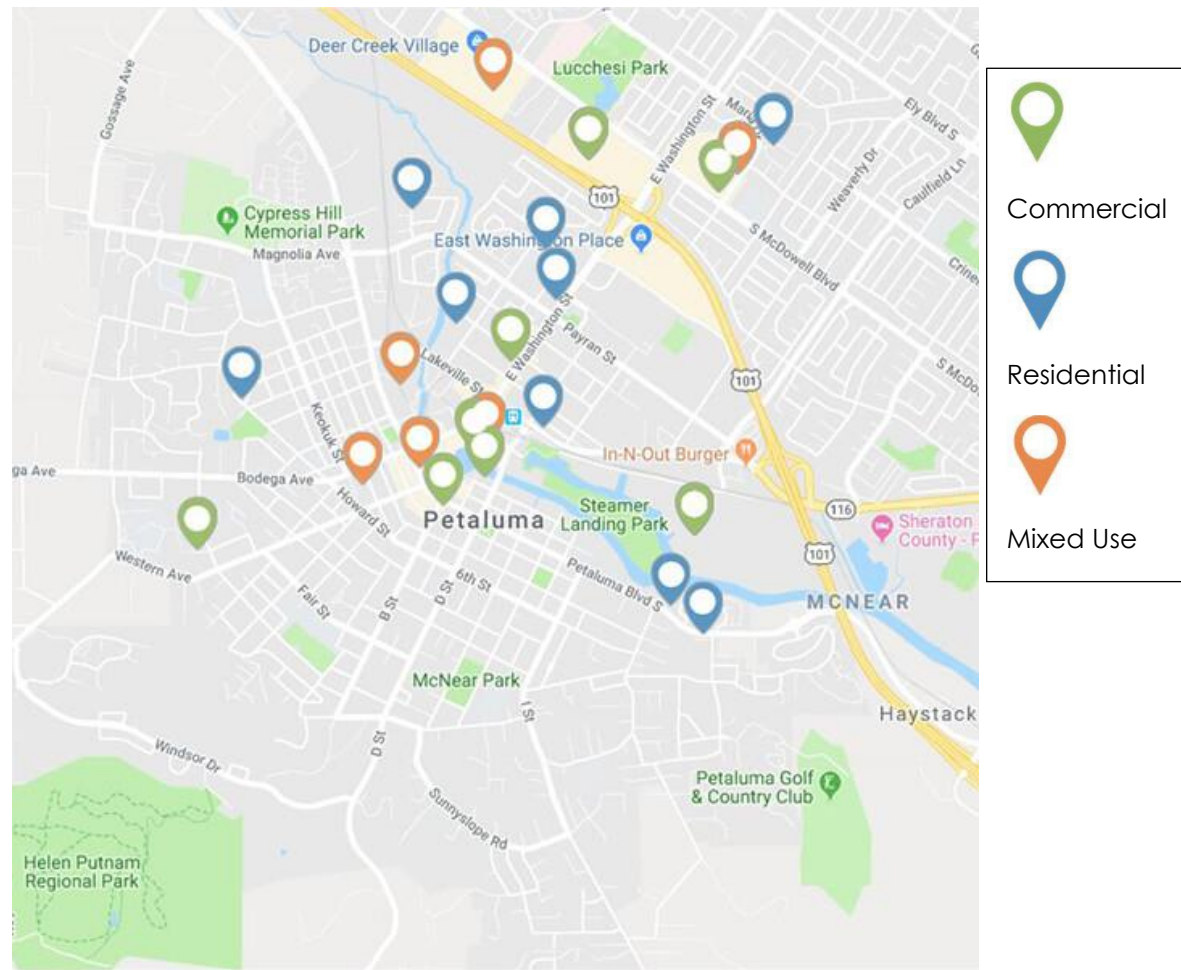 Deer Creek Village
Lucchesi Park
Gossage Ave
E Washington St
Ely Blvd S
Weaverly Dr
Caulfield Ln
101
Cypress Hill
Memorial Park
East Washington Place
Magnolia Ave
S McDowell Blvd
E Washington St
Payran St
Lakeville St
101
Keokuk St
In-N-Out Burger
ga Ave
Bodega Ave
Howard St
Steamer
Landing Park
116
Petaluma
Sheraton
County - P
Western Ave
101
6th St
Petaluma Blvd S
D St
B St
Fair St
MCNEAR
McNear Park
I St
Haystack
D St
Windsor Dr
Petaluma Golf
& Country Club
Sunnyslope Rd
Helen Putnam
Regional Park
Commercial
Residential
Mixed Use